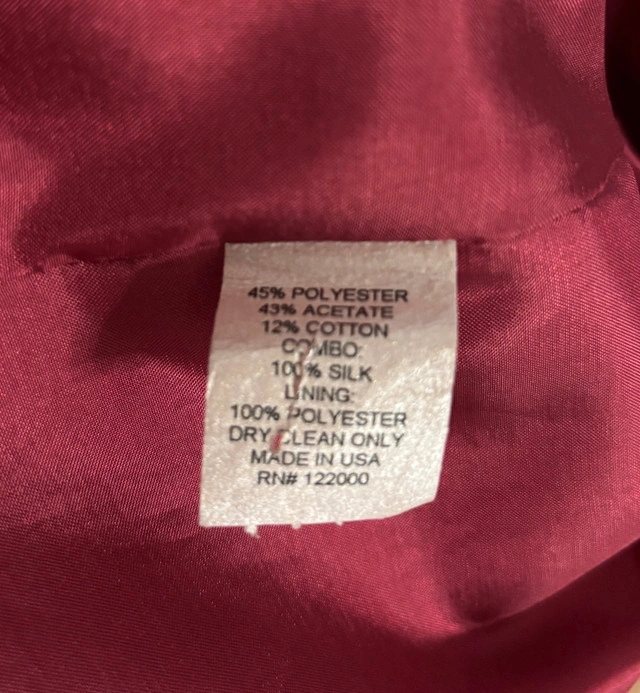 45% POLYESTER
43% ACETATE
12% COTTON
COMBO:
100% SILK
LINING:
100% POLYESTER
DRY CLEAN ONLY
MADE IN USA
RN# 122000